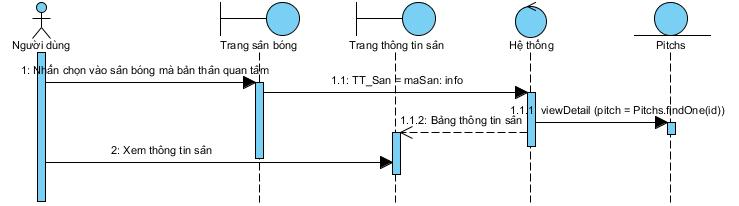 Người dùng
Trang sân bóng
Trang thông tin sân
Hệ thống
Pitchs
1: Nhấn chọn vào sân bóng mà bản thân quan tâm
1.1: TT_San = maSan: info
1.1.1 viewDetail (pitch = Pitchs.findOne(id))
1.1.2: Bảng thông tin sân
2: Xem thông tin sân